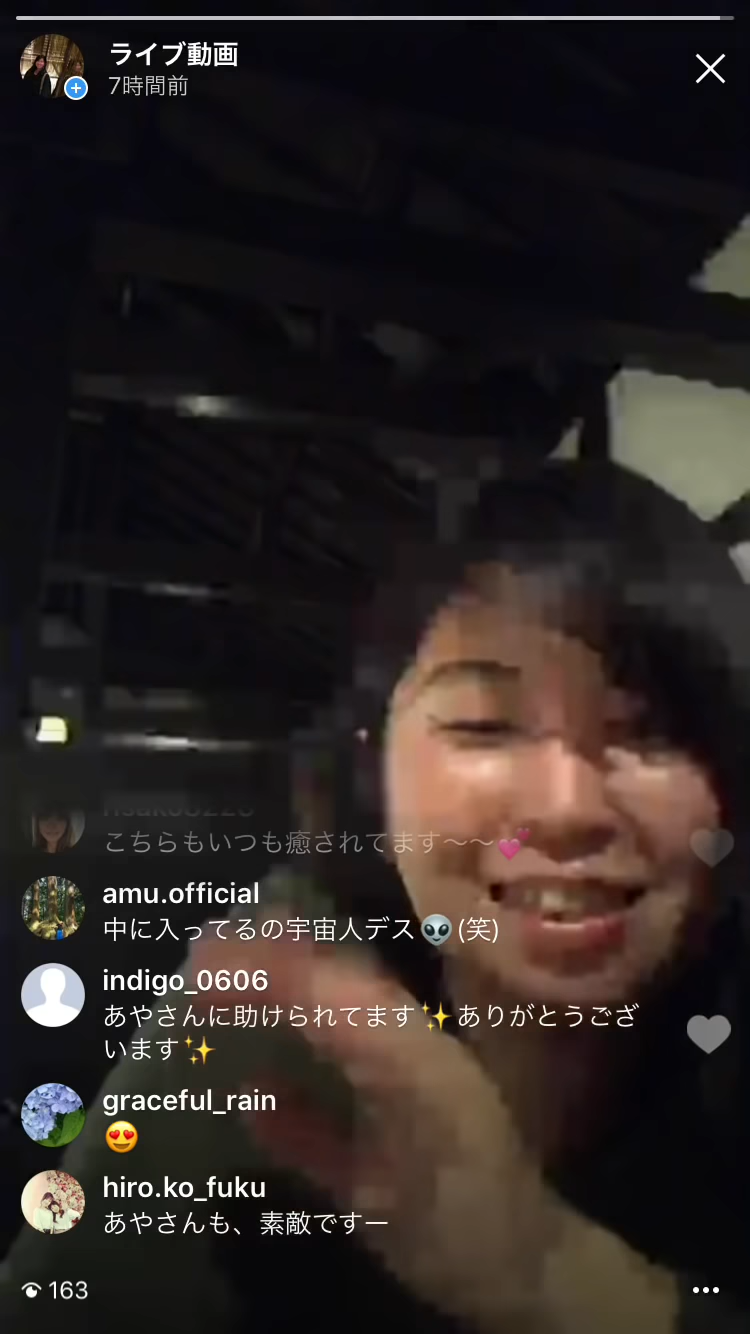 ライブ動画
7時間前
こちらもいつも癒されてます〜〜💕
amu.official
中に入ってるの宇宙人デス👽(笑)
indigo_0606
あやさんに助けられてます✨ありがとうござ
います✨
graceful_rain
😍
hiro.ko_fuku
あやさんも、素敵ですー
163